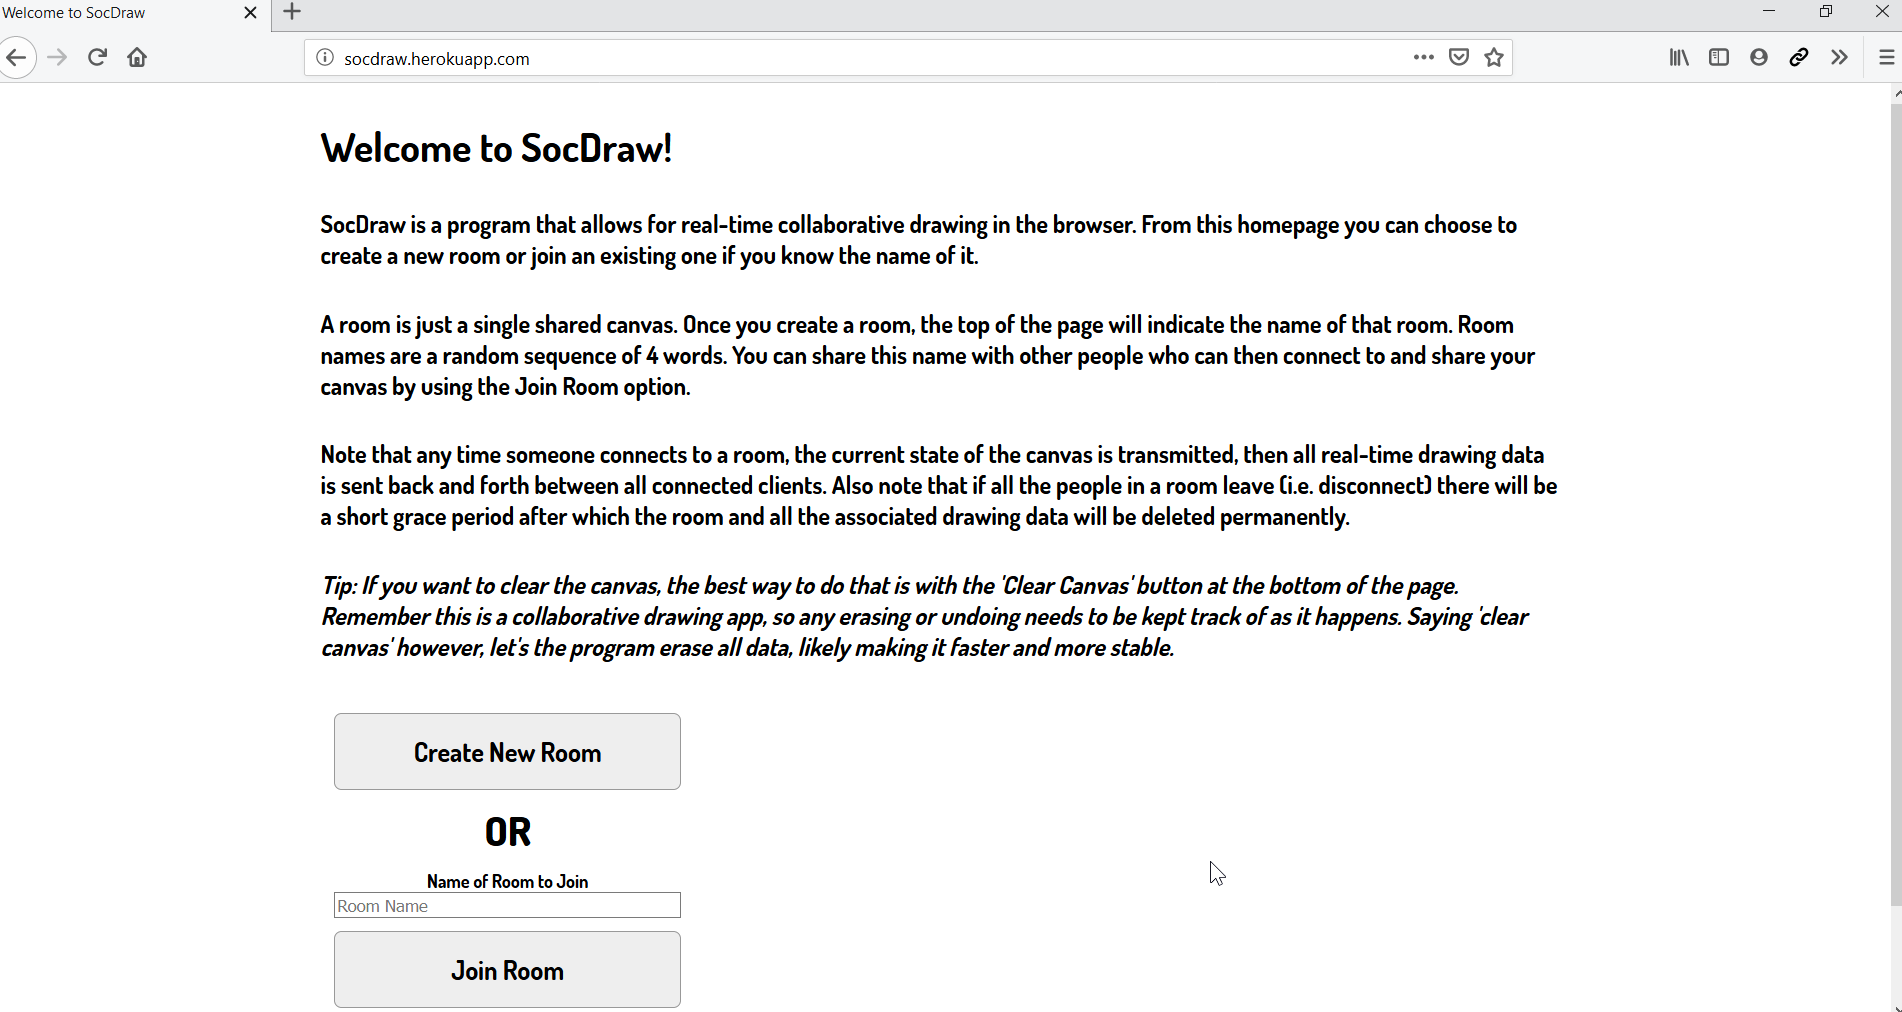 Welcome to SocDraw
socdraw.herokuapp.com
Welcome to SocDraw!
SocDraw is a program that allows for real-time collaborative drawing in the browser. From this homepage you can choose to
create a new room or join an existing one if you know the name of it.
A room is just a single shared canvas. Once you create a room, the top of the page will indicate the name of that room. Room
names are a random sequence of 4 words. You can share this name with other people who can then connect to and share your
canvas by using the Join Room option.
Note that any time someone connects to a room, the current state of the canvas is transmitted, then all real-time drawing data
is sent back and forth between all connected clients. Also note that if all the people in a room leave (i.e. disconnect) there will be
a short grace period after which the room and all the associated drawing data will be deleted permanently.
Tip: If you want to clear the canvas, the best way to do that is with the 'Clear Canvas' button at the bottom of the page.
Remember this is a collaborative drawing app, so any erasing or undoing needs to be kept track of as it happens. Saying 'clear
canvas' however, let's the program erase all data, likely making it faster and more stable.
Create New Room
OR
Name of Room to Join
Room Name
Join Room